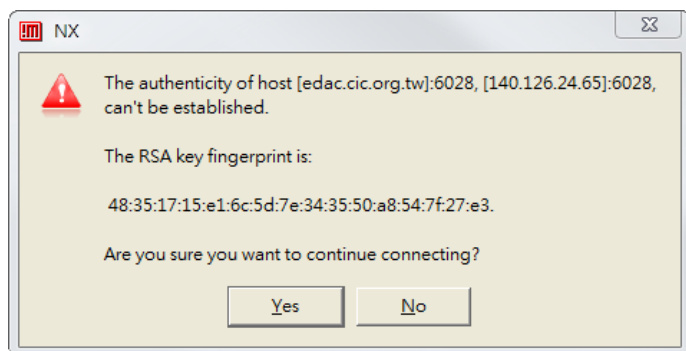 NX
The authenticity of host [edac.cic.org.tw]:6028, [140.126.24.65]:6028,
can't be established.
The RSA key fingerprint is:
48:35:17:15:e1:6c:5d:7e:34:35:50:a8:54:7f:27:e3.
Are you sure you want to continue connecting?
Yes No